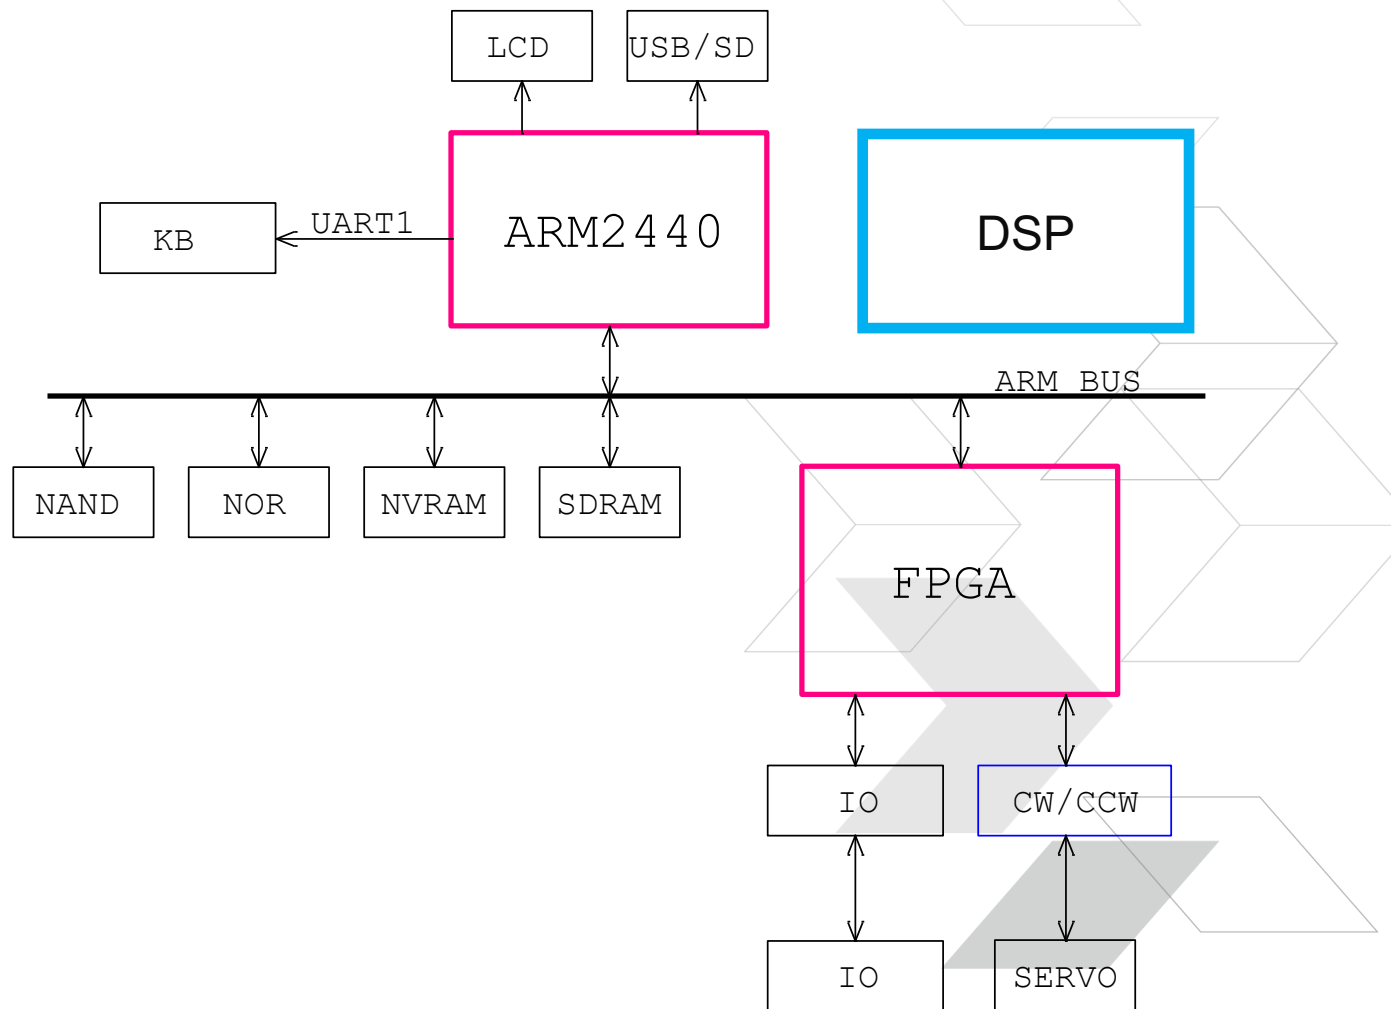 LCD
USB/SD
UART1
KB
ARM2440
DSP
ARM BUS
NAND
NOR
NVRAM
SDRAM
FPGA
IO
CW/CCW
IO
SERVO